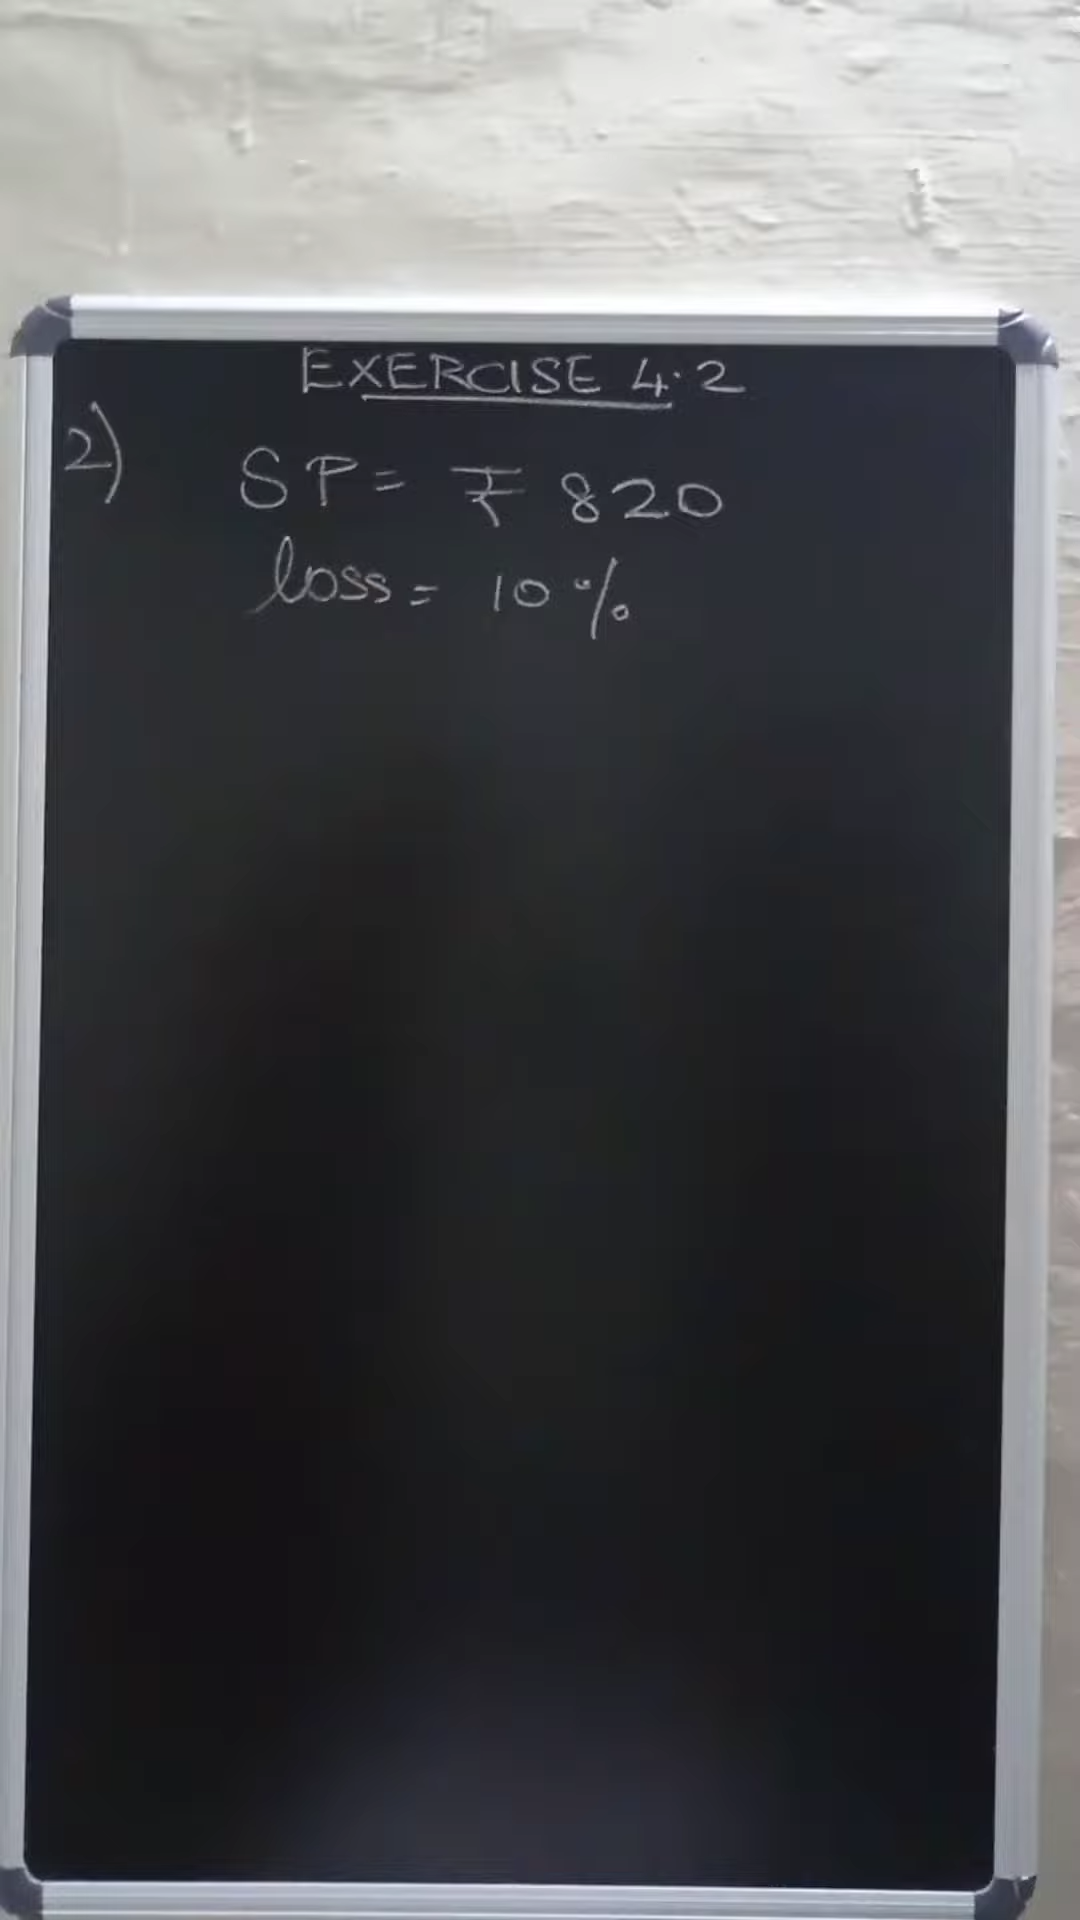 EXERCISE 4.2
2)
SP = ₹ 820
loss = 10 %